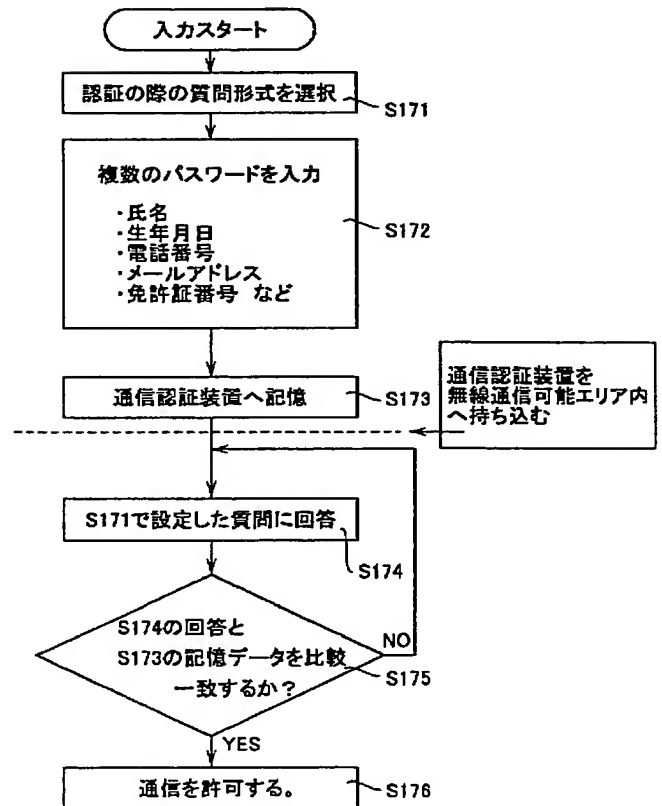 入力スタート
認証の際の質問形式を選択
S171
複数のパスワードを入力
・氏名
・生年月日
・電話番号
・メールアドレス
・免許証番号 など
S172
通信認証装置へ記憶
S173
通信認証装置を
無線通信可能エリア内
へ持ち込む
S171で設定した質問に回答
S174
S174の回答と
S173の記憶データを比較
一致するか?
NO
S175
YES
通信を許可する。
S176